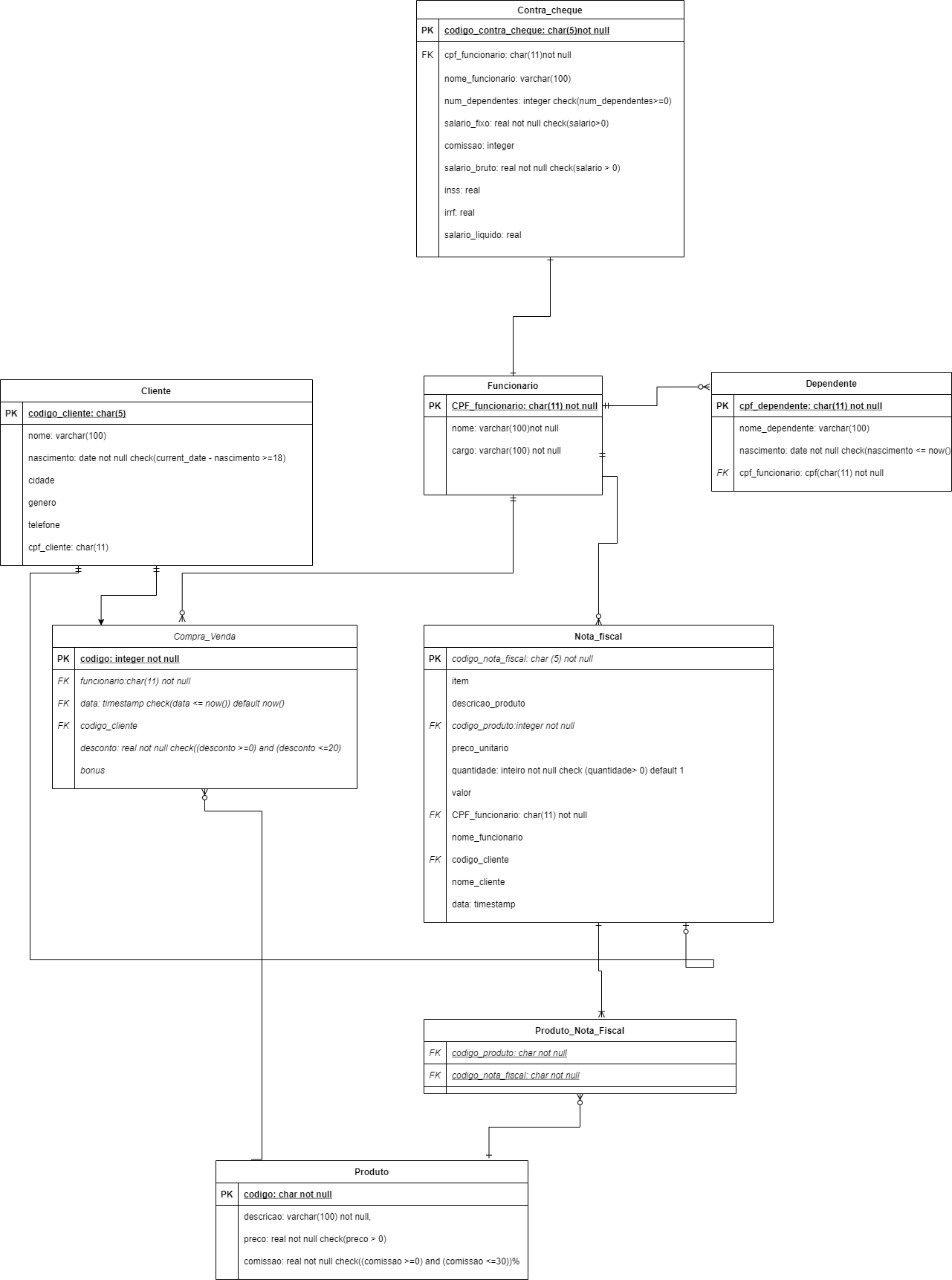 Contra_cheque
PK codigo_contra_cheque: char(5)not null
FK cpf_funcionario: char(11)not null
nome_funcionario: varchar(100)
num_dependentes: integer check(num_dependentes>=0)
salario_fixo: real not null check(salario>0)
comissao: integer
salario_bruto: real not null check(salario > 0)
inss: real
irrf: real
salario_liquido: real
Cliente
PK codigo_cliente: char(5)
nome: varchar(100)
nascimento: date not null check(current_date - nascimento >=18)
cidade
genero
telefone
cpf_cliente: char(11)
Funcionario
PK CPF_funcionario: char(11) not null
nome: varchar(100)not null
cargo: varchar(100) not null
Dependente
PK cpf_dependente: char(11) not null
nome_dependente: varchar(100)
nascimento: date not null check(nascimento <= now()
FK cpf_funcionario: cpf(char(11) not null
Compra_Venda
PK codigo: integer not null
FK funcionario:char(11) not null
FK data: timestamp check(data <= now()) default now()
FK codigo_cliente
desconto: real not null check((desconto >=0) and (desconto <=20)
bonus
Nota_fiscal
PK codigo_nota_fiscal: char (5) not null
item
descricao_produto
FK codigo_produto:integer not null
preco_unitario
quantidade: inteiro not null check (quantidade> 0) default 1
valor
FK CPF_funcionario: char(11) not null
nome_funcionario
FK codigo_cliente
nome_cliente
data: timestamp
Produto_Nota_Fiscal
FK codigo_produto: char not null
FK codigo_nota_fiscal: char not null
Produto
PK codigo: char not null
descricao: varchar(100) not null,
preco: real not null check(preco > 0)
comissao: real not null check((comissao >=0) and (comissao <=30))%